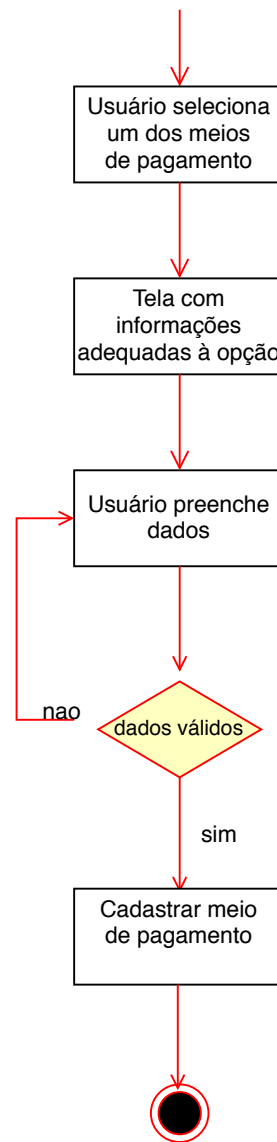 Usuário seleciona
um dos meios
de pagamento
Tela com
informações
adequadas à opção
Usuário preenche
dados
nao
dados válidos
sim
Cadastrar meio
de pagamento